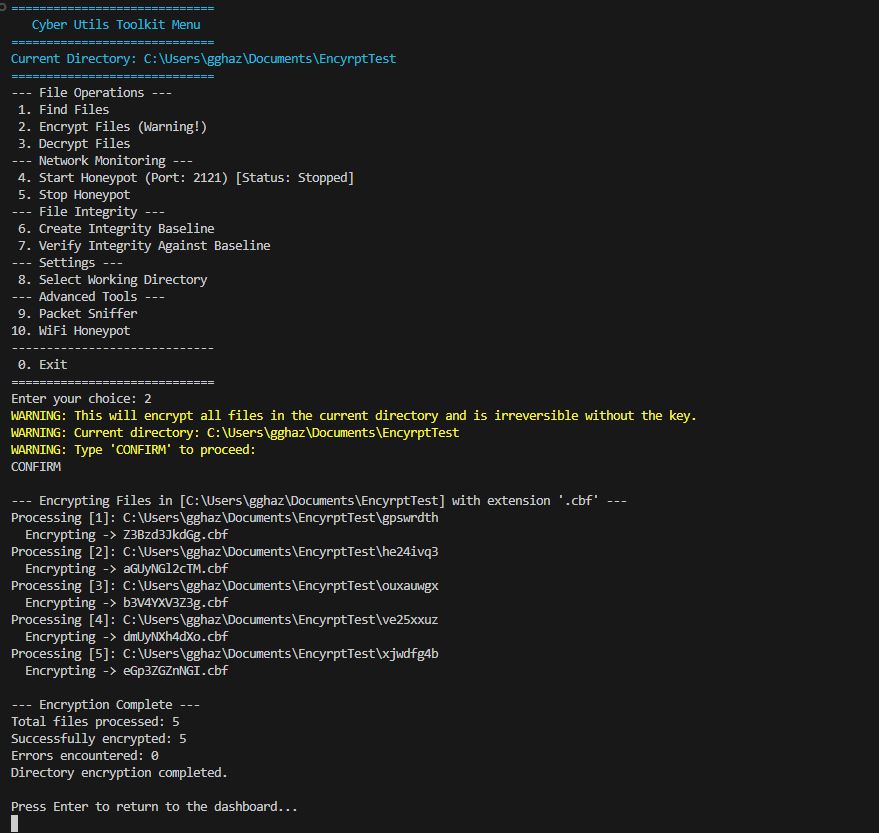 =============================
Cyber Utils Toolkit Menu
=============================
Current Directory: C:\Users\gghaz\Documents\EncyrptTest
=============================
--- File Operations ---
1. Find Files
2. Encrypt Files (Warning!)
3. Decrypt Files
--- Network Monitoring ---
4. Start Honeypot (Port: 2121) [Status: Stopped]
5. Stop Honeypot
--- File Integrity ---
6. Create Integrity Baseline
7. Verify Integrity Against Baseline
--- Settings ---
8. Select Working Directory
--- Advanced Tools ---
9. Packet Sniffer
10. WiFi Honeypot
-----------------------------
0. Exit
=============================
Enter your choice: 2
WARNING: This will encrypt all files in the current directory and is irreversible without the key.
WARNING: Current directory: C:\Users\gghaz\Documents\EncyrptTest
WARNING: Type 'CONFIRM' to proceed:
CONFIRM
--- Encrypting Files in [C:\Users\gghaz\Documents\EncyrptTest] with extension '.cbf' ---
Processing [1]: C:\Users\gghaz\Documents\EncyrptTest\gpswrdth
Encrypting -> Z3Bzd3JkdGg.cbf
Processing [2]: C:\Users\gghaz\Documents\EncyrptTest\he24ivq3
Encrypting -> aGUyNGl2cTM.cbf
Processing [3]: C:\Users\gghaz\Documents\EncyrptTest\ouxauwgx
Encrypting -> b3V4YXV3Z3g.cbf
Processing [4]: C:\Users\gghaz\Documents\EncyrptTest\ve25xxuz
Encrypting -> dmUyNXh4dXo.cbf
Processing [5]: C:\Users\gghaz\Documents\EncyrptTest\xjwdfg4b
Encrypting -> eGp3ZGZnNGI.cbf
--- Encryption Complete ---
Total files processed: 5
Successfully encrypted: 5
Errors encountered: 0
Directory encryption completed.
Press Enter to return to the dashboard...